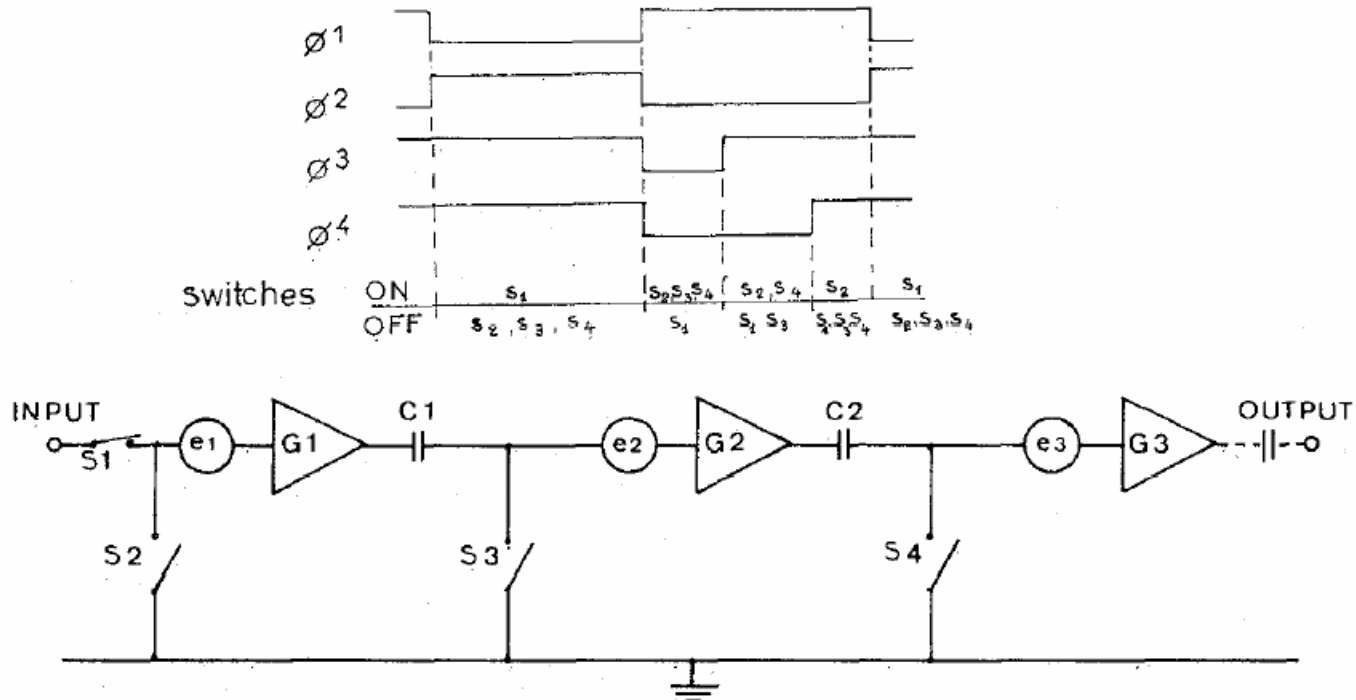 ø1
ø2
ø3
ø4
switches ON S1 S2,S3,S4 S2,S4 S2 S1
OFF S2,S3,S4 S1 S1 S3 S1S3S4 S2,S3,S4
INPUT C1 C2 OUTPUT
S1 e1 G1 e2 G2 e3 G3
S2 S3 S4